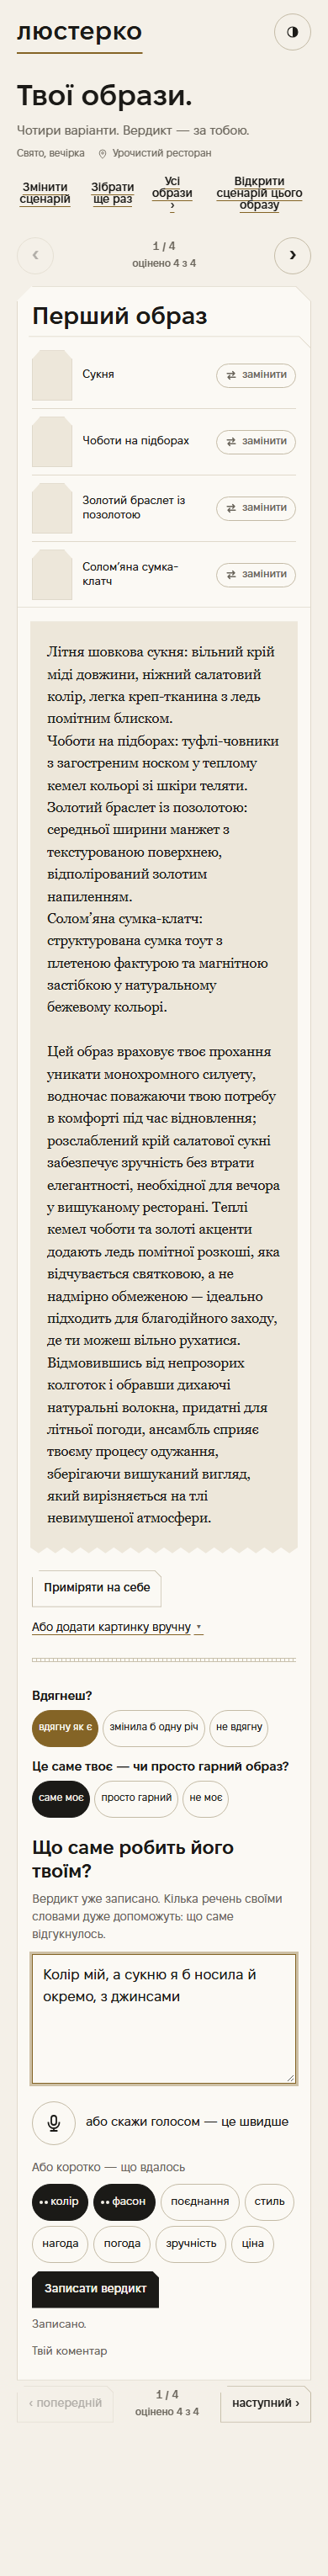 люстерко
Твої образи.
Чотири варіанти. Вердикт — за тобою.
Свято, вечірка Урочистий ресторан
Змінити
сценарій
Зібрати
ще раз
Усі
образи
›
Відкрити
сценарій цього
образу
‹
1 / 4
оцінено 4 з 4
›
Перший образ
Сукня
замінити
Чоботи на підборах
замінити
Золотий браслет із
позолотою
замінити
Солом’яна сумка-
клатч
замінити
Літня шовкова сукня: вільний крій
міді довжини, ніжний салатовий
колір, легка креп-тканина з ледь
помітним блиском.
Чоботи на підборах: туфлі-човники
з загостреним носком у теплому
кемел кольорі зі шкіри теляти.
Золотий браслет із позолотою:
середньої ширини манжет з
текстурованою поверхнею,
відполірований золотим
напиленням.
Солом’яна сумка-клатч:
структурована сумка тоут з
плетеною фактурою та магнітною
застібкою у натуральному
бежевому кольорі.
Цей образ враховує твоє прохання
уникати монохромного силуету,
водночас поважаючи твою потребу
в комфорті під час відновлення;
розслаблений крій салатової сукні
забезпечує зручність без втрати
елегантності, необхідної для вечора
у вишуканому ресторані. Теплі
кемел чоботи та золоті акценти
додають ледь помітної розкоші, яка
відчувається святковою, а не
надмірно обмеженою — ідеально
підходить для благодійного заходу,
де ти можеш вільно рухатися.
Відмовившись від непрозорих
колготок і обравши дихаючі
натуральні волокна, придатні для
літньої погоди, ансамбль сприяє
твоєму процесу одужання,
зберігаючи вишуканий вигляд,
який вирізняється на тлі
невимушеної атмосфери.
Приміряти на себе
Або додати картинку вручну
Вдягнеш?
вдягну як є
змінила б одну річ
не вдягну
Це саме твоє — чи просто гарний образ?
саме моє
просто гарний
не моє
Що саме робить його
твоїм?
Вердикт уже записано. Кілька речень своїми
словами дуже допоможуть: що саме
відгукнулось.
Колір мій, а сукню я б носила й
окремо, з джинсами
або скажи голосом — це швидше
Або коротко — що вдалось
колір
фасон
поєднання
стиль
нагода
погода
зручність
ціна
Записати вердикт
Записано.
Твій коментар
‹ попередній
1 / 4
оцінено 4 з 4
наступний ›